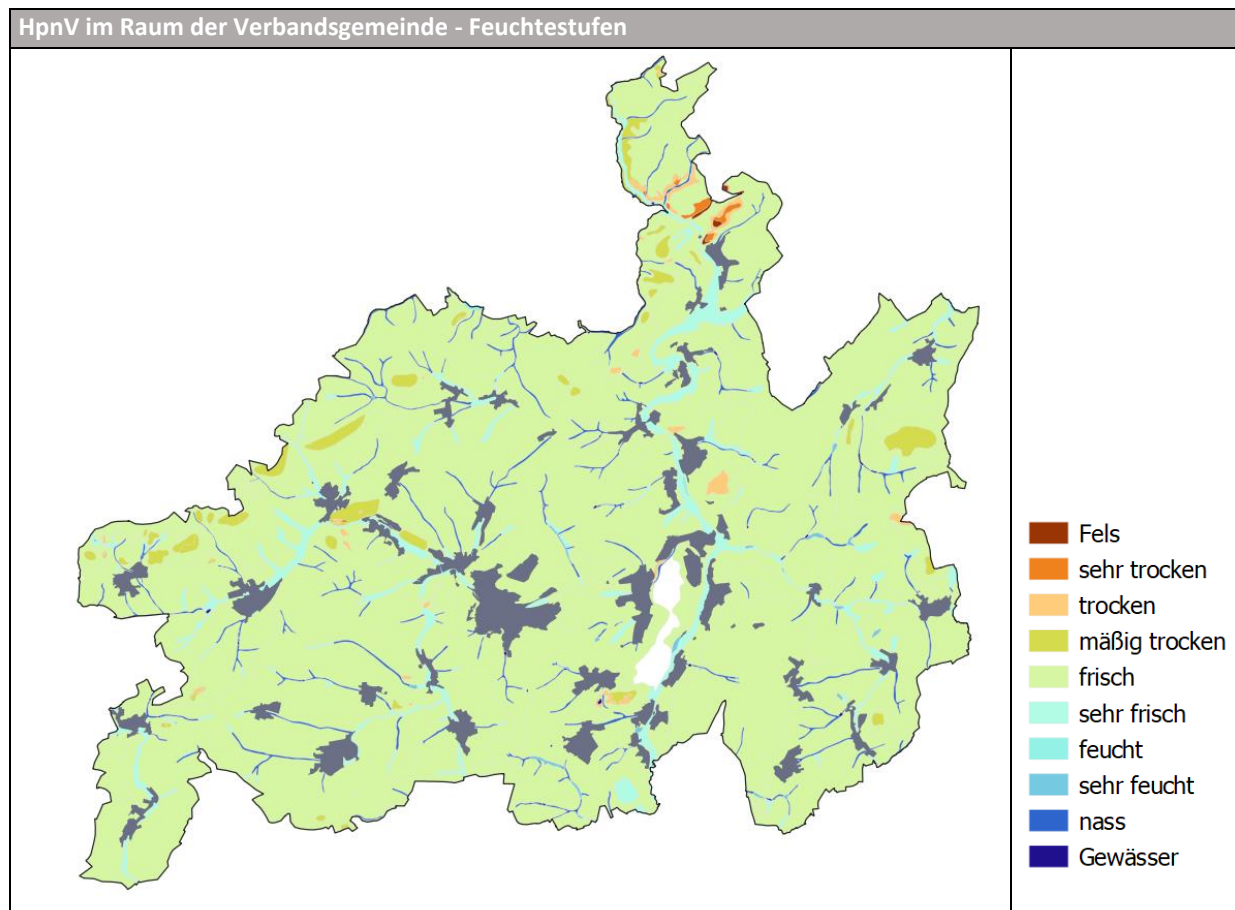 HpnV im Raum der Verbandsgemeinde - Feuchtestufen
Fels
sehr trocken
trocken
mäßig trocken
frisch
sehr frisch
feucht
sehr feucht
nass
Gewässer